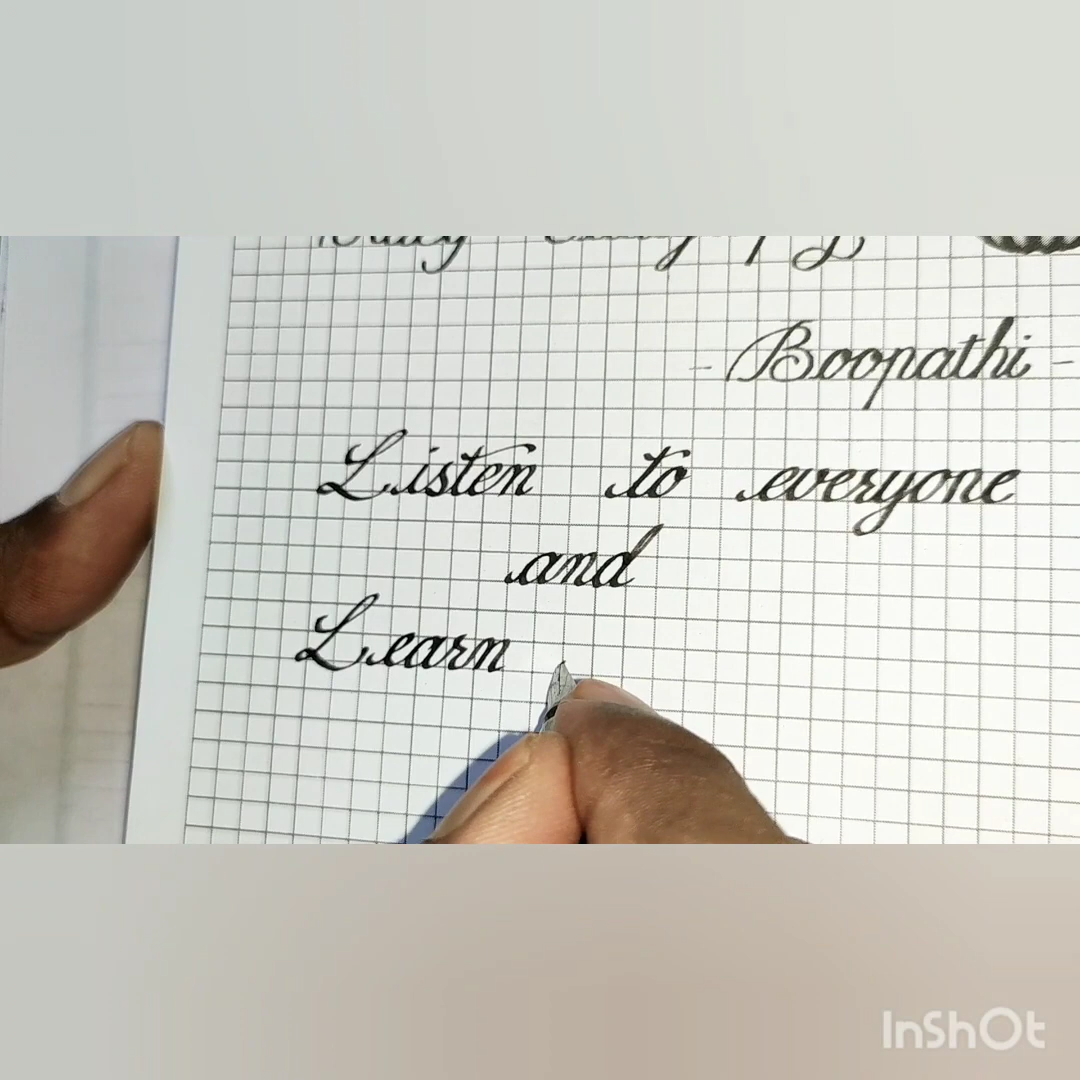 - Boopathi -
Listen to everyone
and
Learn
InShOt